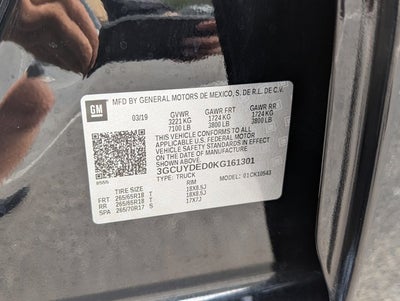 GM
MFD BY GENERAL MOTORS DE MEXICO, S. DE R.L. DE C.V.
03/19 GVWR GAWR FRT GAWR RR
3221 KG 1724 KG 1724 KG
7100 LB 3800 LB 3800 LB
THIS VEHICLE CONFORMS TO ALL
APPLICABLE U.S. FEDERAL MOTOR
VEHICLE SAFETY STANDARDS IN
EFFECT ON THE DATE OF MANUFACTURE
SHOWN ABOVE.
3GCUYDED0KG161301
TYPE: TRUCK MODEL: 01CK10543
TIRE SIZE RIM
FRT 265/65R18 T 18X8.5J
RR 265/65R18 T 18X8.5J
SPA 265/70R17 S 17X7J